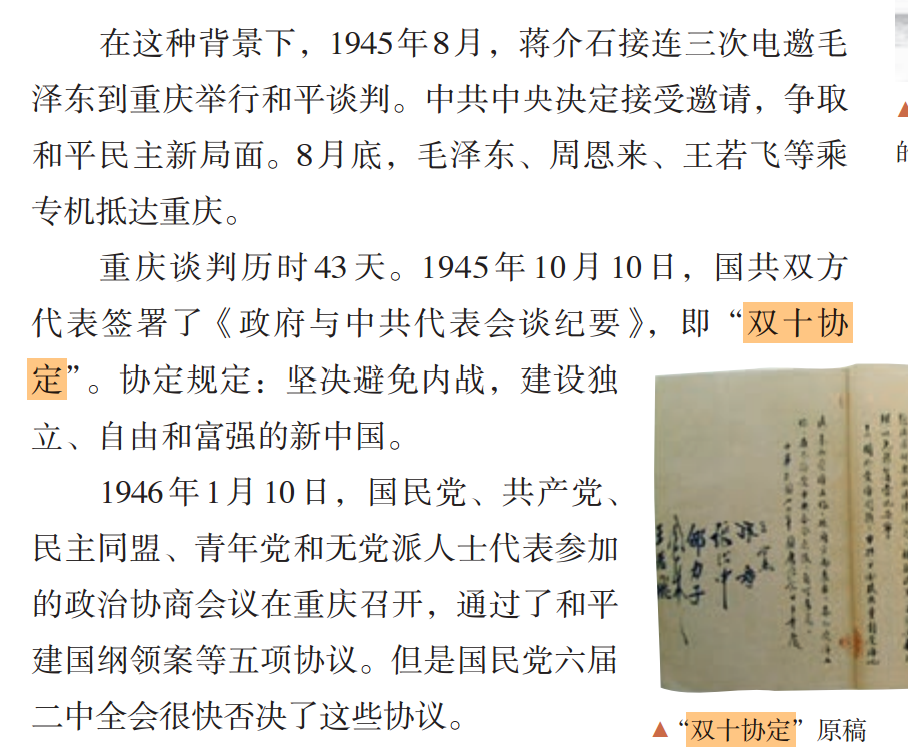 在这种背景下，1945年8月，蒋介石接连三次电邀毛
泽东到重庆举行和平谈判。中共中央决定接受邀请，争取
和平民主新局面。8月底，毛泽东、周恩来、王若飞等乘
专机抵达重庆。
重庆谈判历时43天。1945年10月10日，国共双方
代表签署了《政府与中共代表会谈纪要》，即“双十协
定”。协定规定：坚决避免内战，建设独
立、自由和富强的新中国。
1946年1月10日，国民党、共产党、
民主同盟、青年党和无党派人士代表参加
的政治协商会议在重庆召开，通过了和平
建国纲领案等五项协议。但是国民党六届
二中全会很快否决了这些协议。
▲“双十协定”原稿
▲
的